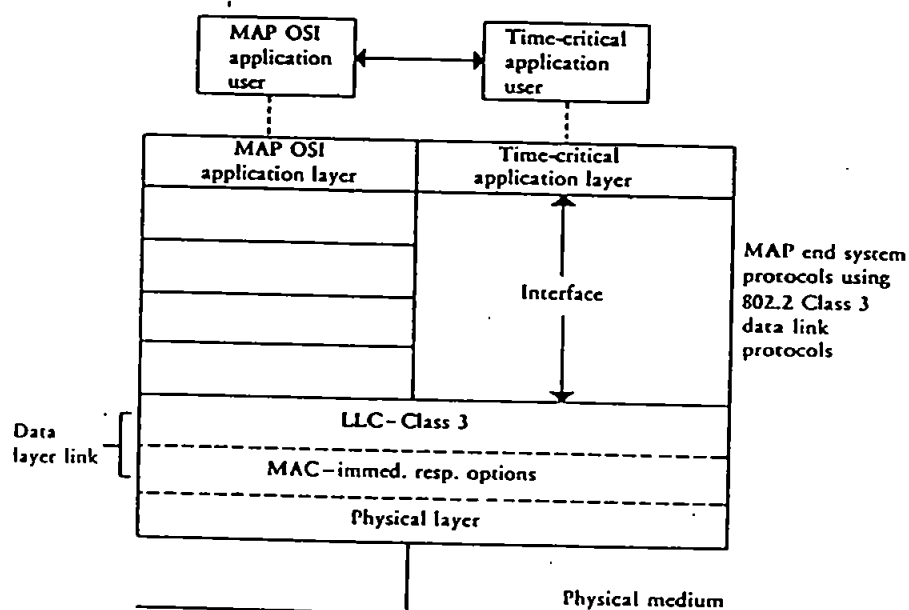 MAP OSI
application
user
Time-critical
application
user
MAP OSI
application layer
Time-critical
application layer
Interface
MAP end system
protocols using
802.2 Class 3
data link
protocols
LLC-Class 3
Data
layer link
MAC-immed. resp. options
Physical layer
Physical medium